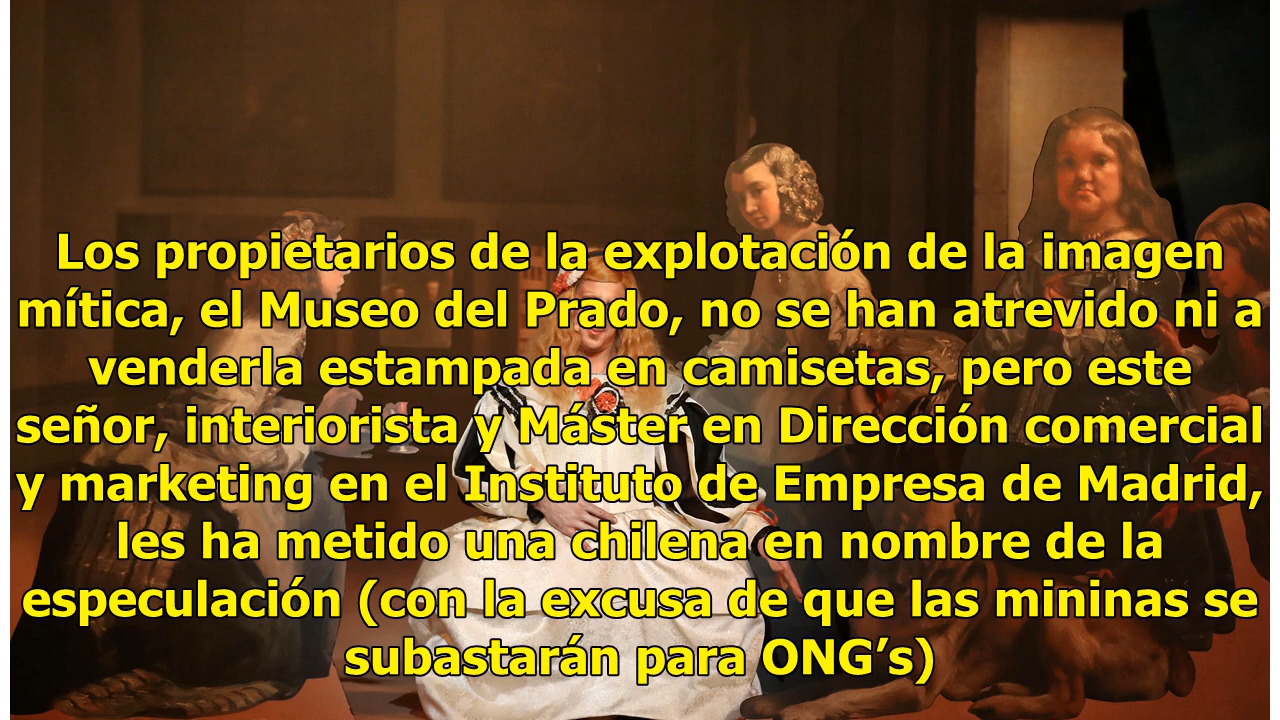 Los propietarios de la explotación de la imagen
mítica, el Museo del Prado, no se han atrevido ni a
venderla estampada en camisetas, pero este
señor, interiorista y Máster en Dirección comercial
y marketing en el Instituto de Empresa de Madrid,
les ha metido una chilena en nombre de la
especulación (con la excusa de que las mininas se
subastarán para ONG’s)